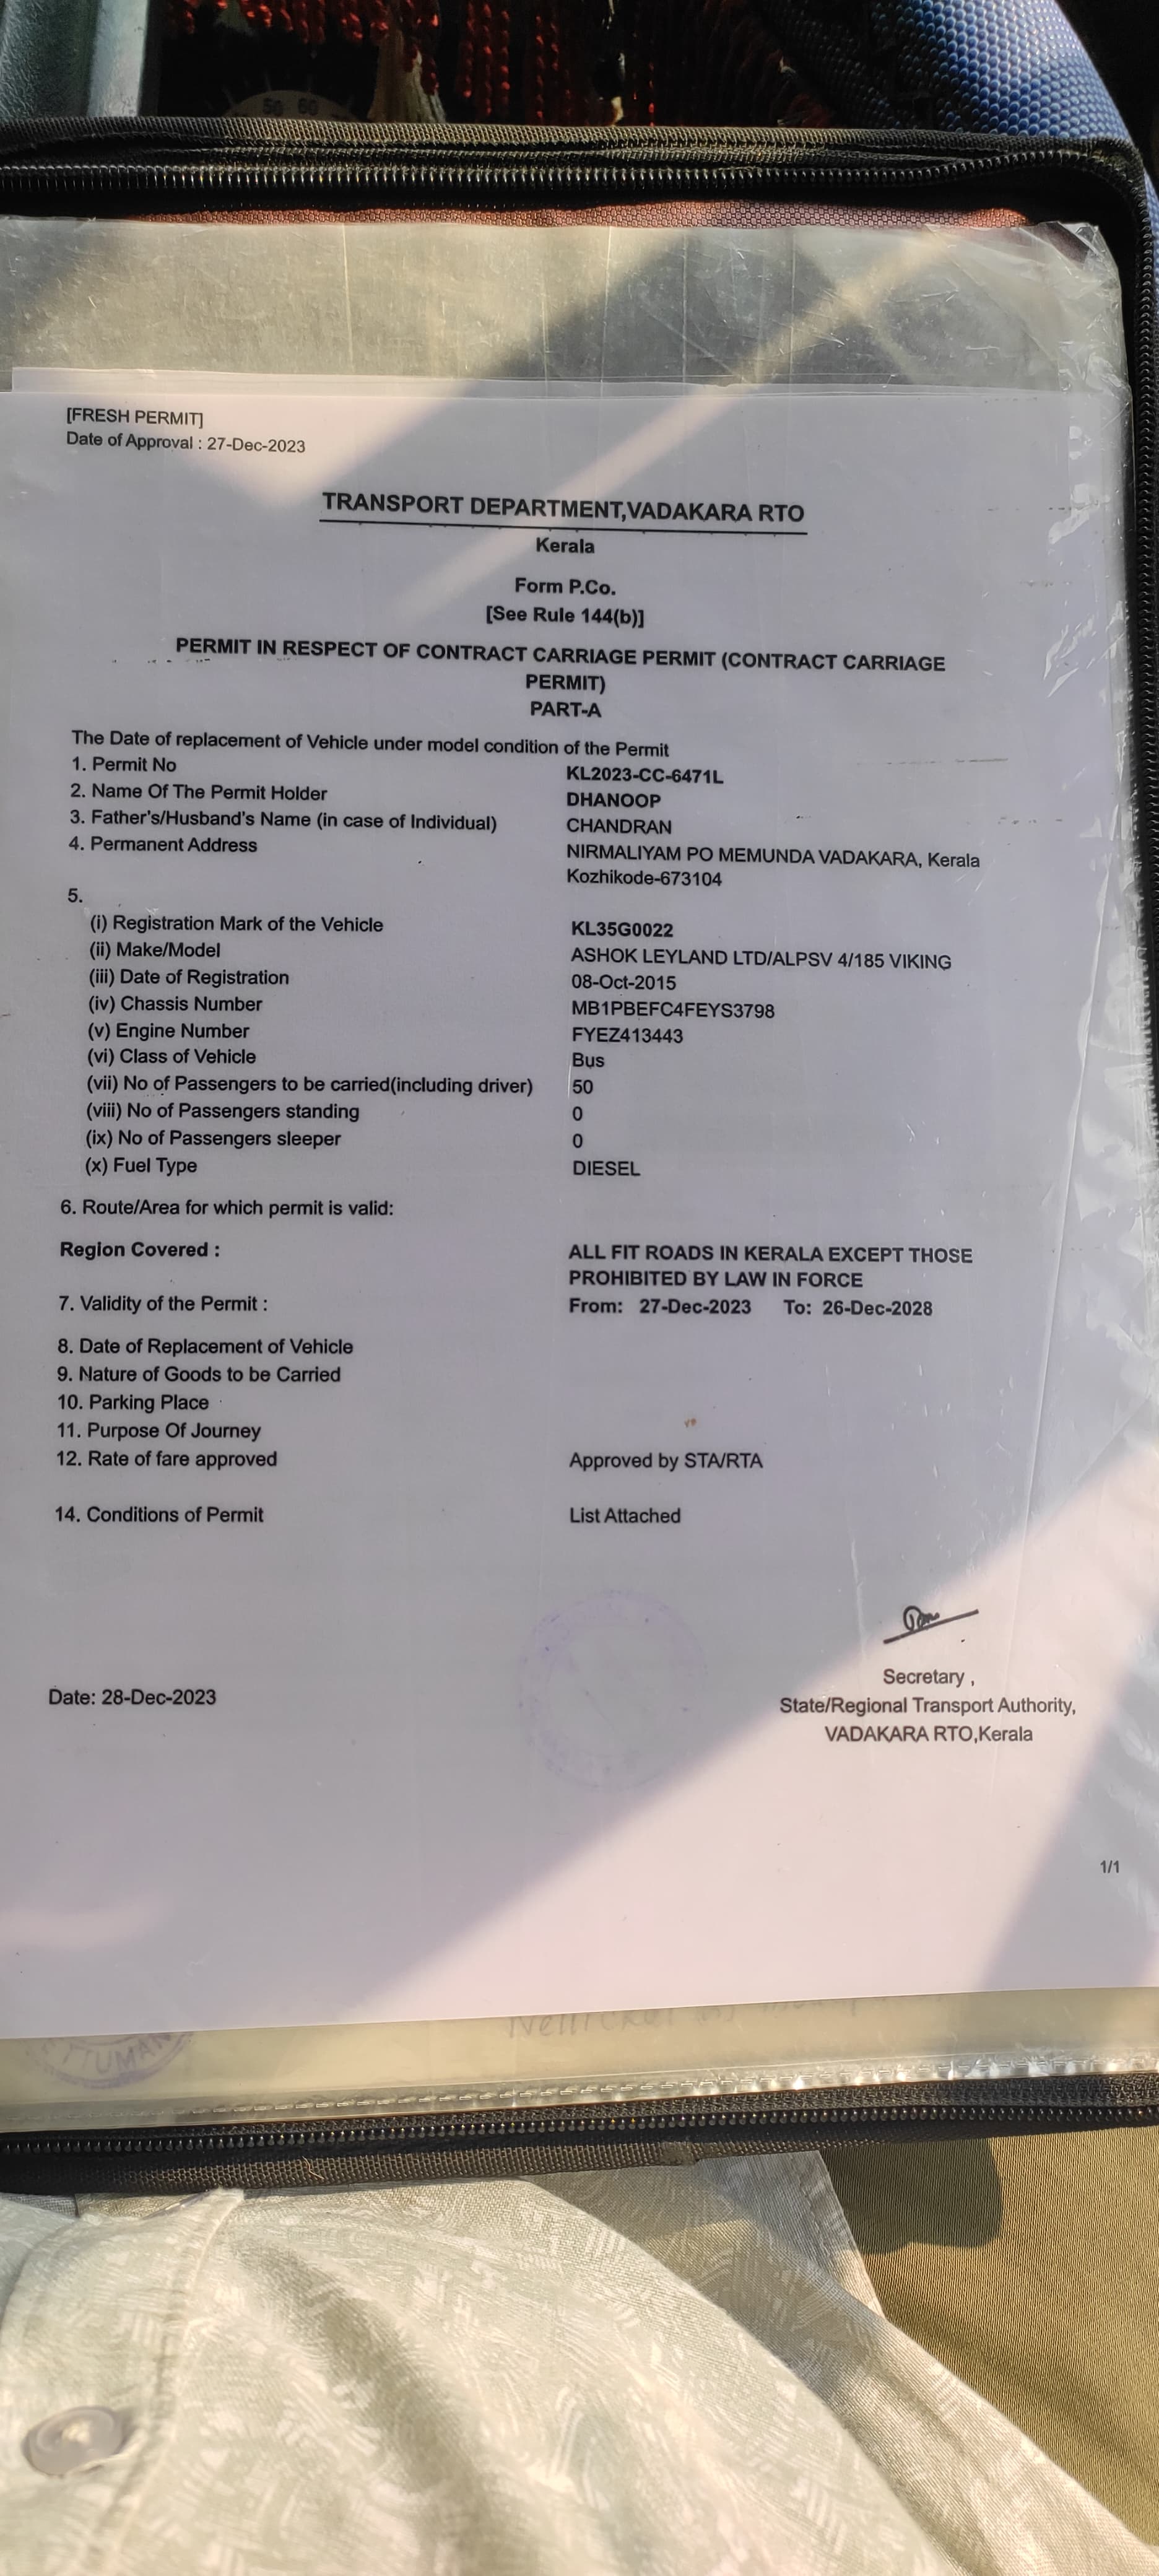 50 60
[FRESH PERMIT]
Date of Approval : 27-Dec-2023
TRANSPORT DEPARTMENT,VADAKARA RTO
Kerala
Form P.Co.
[See Rule 144(b)]
PERMIT IN RESPECT OF CONTRACT CARRIAGE PERMIT (CONTRACT CARRIAGE
PERMIT)
PART-A
The Date of replacement of Vehicle under model condition of the Permit
1. Permit No KL2023-CC-6471L
2. Name Of The Permit Holder DHANOOP
3. Father's/Husband's Name (in case of Individual) CHANDRAN
4. Permanent Address NIRMALIYAM PO MEMUNDA VADAKARA, Kerala
Kozhikode-673104
5.
(i) Registration Mark of the Vehicle KL35G0022
(ii) Make/Model ASHOK LEYLAND LTD/ALPSV 4/185 VIKING
(iii) Date of Registration 08-Oct-2015
(iv) Chassis Number MB1PBEFC4FEYS3798
(v) Engine Number FYEZ413443
(vi) Class of Vehicle Bus
(vii) No of Passengers to be carried(including driver) 50
(viii) No of Passengers standing 0
(ix) No of Passengers sleeper 0
(x) Fuel Type DIESEL
6. Route/Area for which permit is valid:
Region Covered : ALL FIT ROADS IN KERALA EXCEPT THOSE
PROHIBITED BY LAW IN FORCE
7. Validity of the Permit : From: 27-Dec-2023 To: 26-Dec-2028
8. Date of Replacement of Vehicle
9. Nature of Goods to be Carried
10. Parking Place
11. Purpose Of Journey
12. Rate of fare approved Approved by STA/RTA
14. Conditions of Permit List Attached
Secretary ,
Date: 28-Dec-2023 State/Regional Transport Authority,
VADAKARA RTO,Kerala
1/1